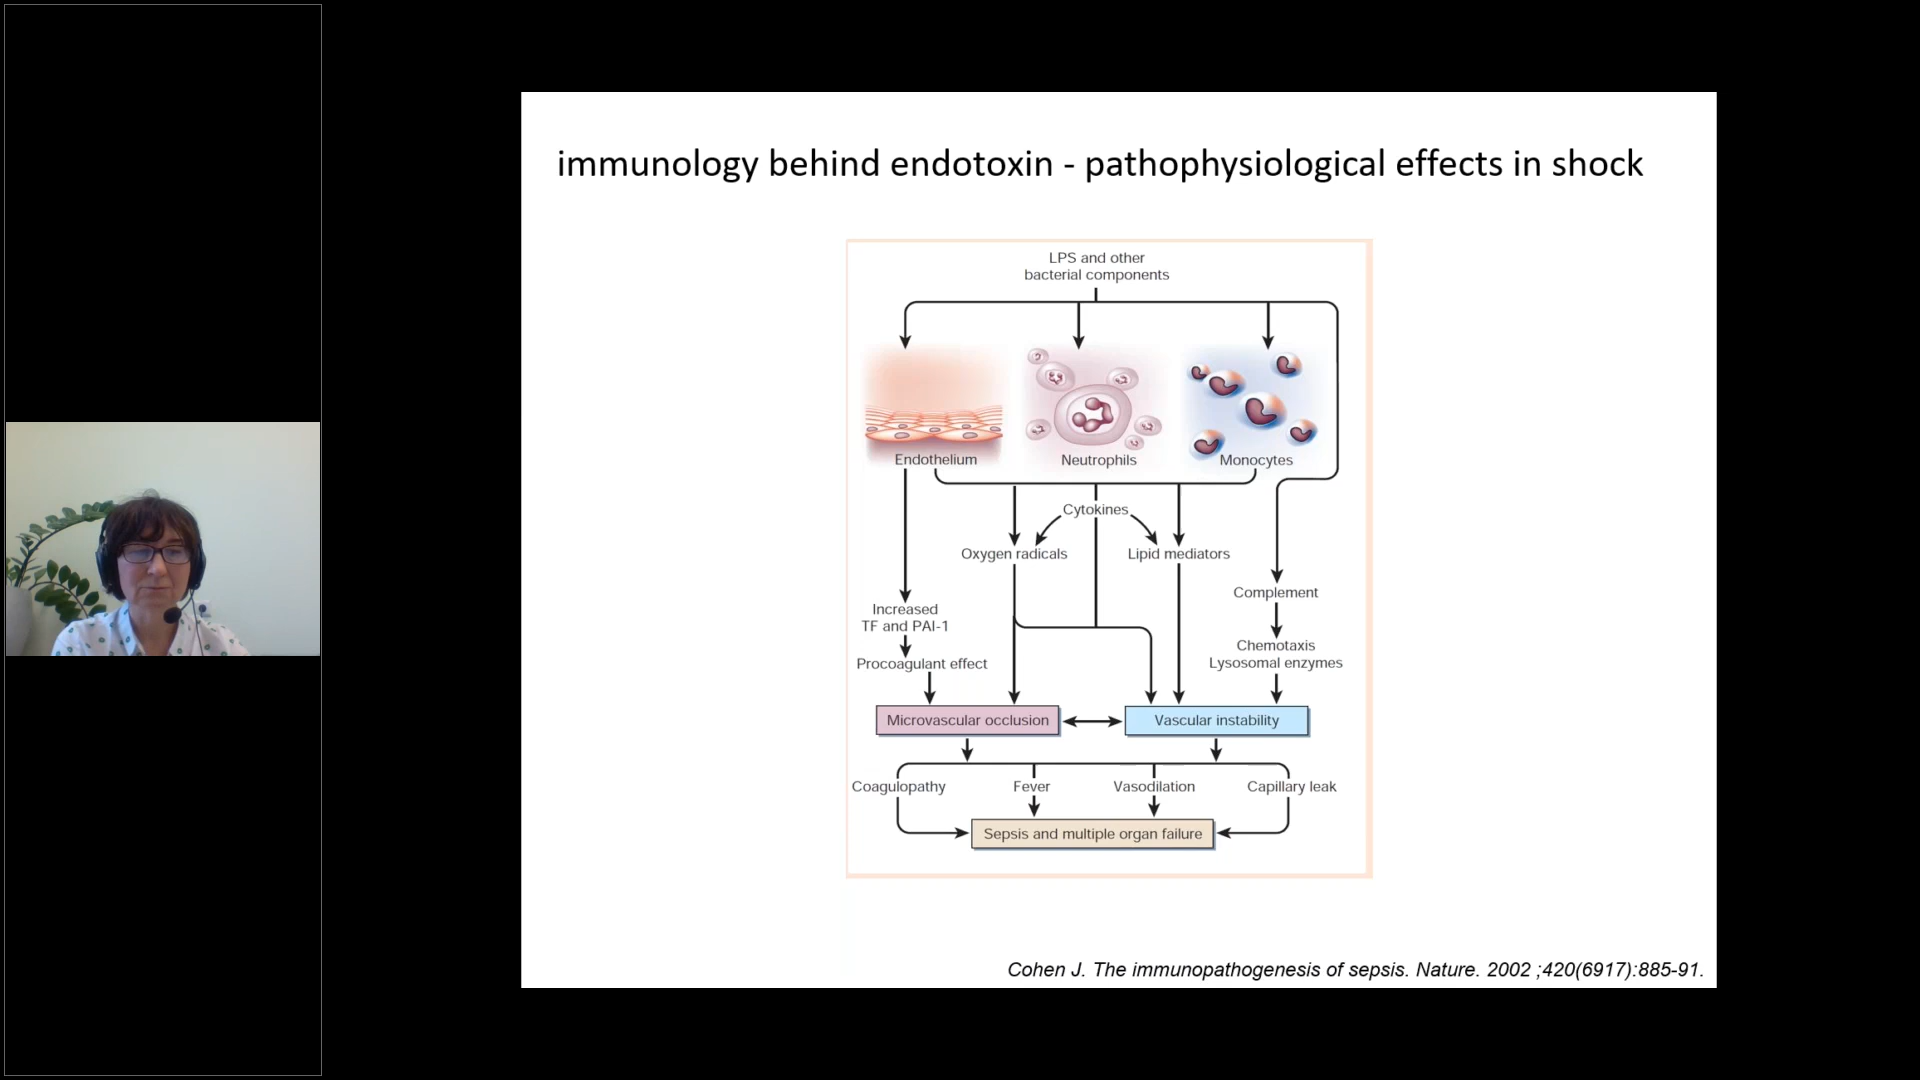 immunology behind endotoxin - pathophysiological effects in shock
LPS and other
bacterial components
Endothelium
Neutrophils
Monocytes
Cytokines
Oxygen radicals
Lipid mediators
Complement
Increased
TF and PAI-1
Chemotaxis
Lysosomal enzymes
Procoagulant effect
Microvascular occlusion
Vascular instability
Coagulopathy
Fever
Vasodilation
Capillary leak
Sepsis and multiple organ failure
Cohen J. The immunopathogenesis of sepsis. Nature. 2002 ;420(6917):885-91.